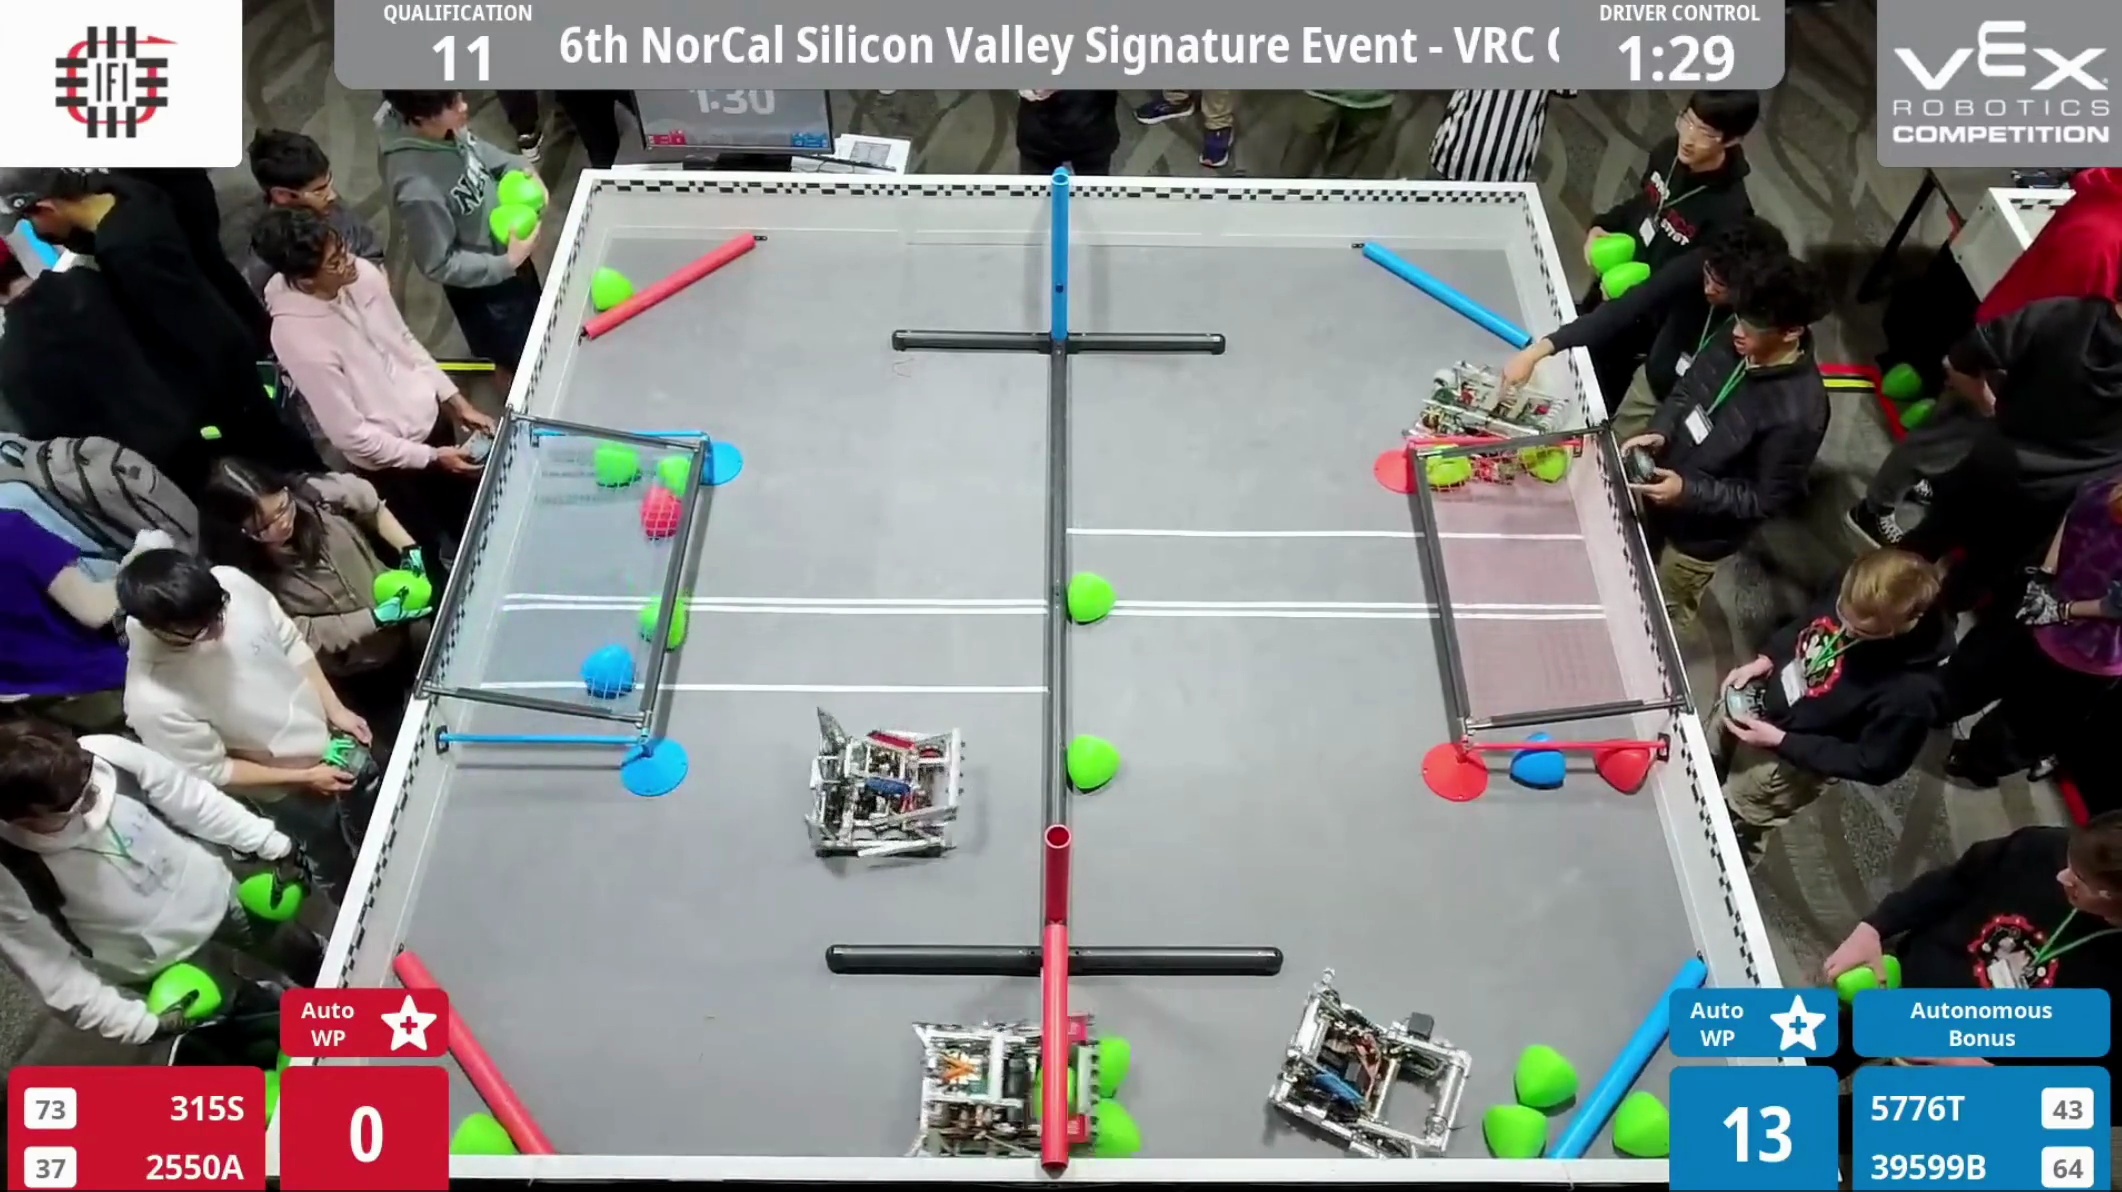 QUALIFICATION
11
6th NorCal Silicon Valley Signature Event - VRC
DRIVER CONTROL
1:29
IFI
VEX
ROBOTICS
COMPETITION
1:30
Auto
WP
73
315S
37
2550A
0
Auto
WP
Autonomous
Bonus
13
5776T
43
39599B
64